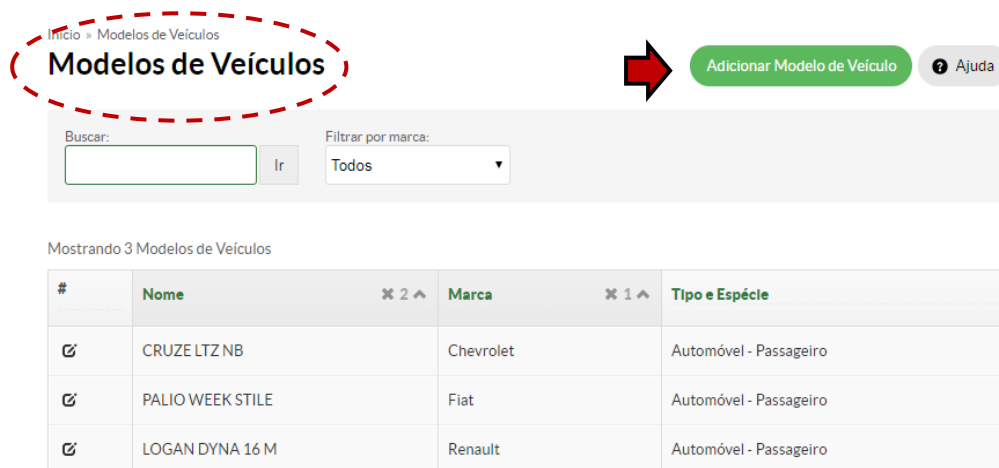 Início » Modelos de Veículos
Modelos de Veículos
Adicionar Modelo de Veículo
? Ajuda
Buscar:
Filtrar por marca:
Ir
Todos
Mostrando 3 Modelos de Veículos
# Nome 2 Marca 1 Tipo e Espécie
CRUZE LTZ NB Chevrolet Automóvel - Passageiro
PALIO WEEK STILE Fiat Automóvel - Passageiro
LOGAN DYNA 16 M Renault Automóvel - Passageiro